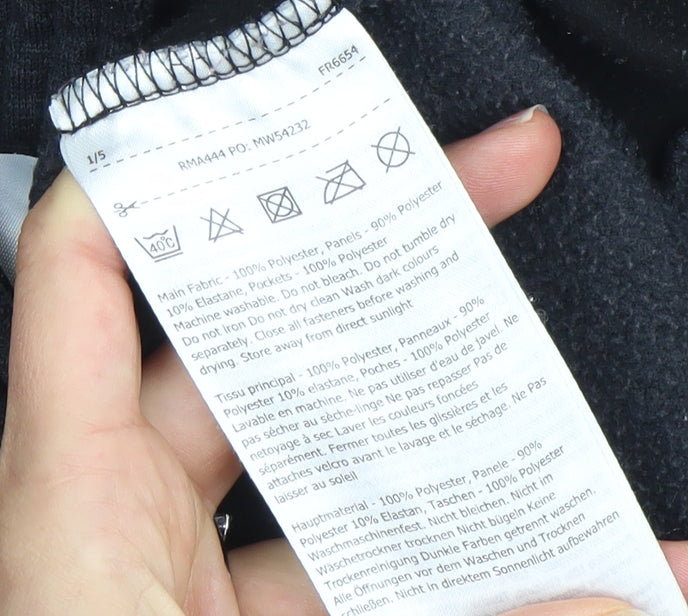 FR6654
1/5
RMA444 PO: MW54232
40°C
Main Fabric - 100% Polyester, Panels - 90% Polyester
10% Elastane, Pockets - 100% Polyester
Machine washable. Do not bleach. Do not tumble dry
Do not Iron Do not dry clean Wash dark colours
separately. Close all fasteners before washing and
drying. Store away from direct sunlight
Tissu principal - 100% Polyester, Panneaux - 90%
Polyester 10% elastane, Poches - 100% Polyester
Lavable en machine. Ne pas utiliser d'eau de javel. Ne
pas sécher au sèche-linge Ne pas repasser Pas de
nettoyage à sec Laver les couleurs foncées
séparément. Fermer toutes les glissières et les
attaches velcro avant le lavage et le séchage. Ne Pas
laisser au soleil
Hauptmaterial - 100% Polyester, Panele - 90%
Polyester 10% Elastan, Taschen - 100% Polyester
Waschmaschinenfest. Nicht bleichen. Nicht im
Waschetrockner trocknen Nicht bügeln Keine
Trockenreinigung Dunkle Farben getrennt waschen.
Alle Öffnungen vor dem Waschen und Trocknen
schließen. Nicht in direktem Sonnenlicht aufbewahren